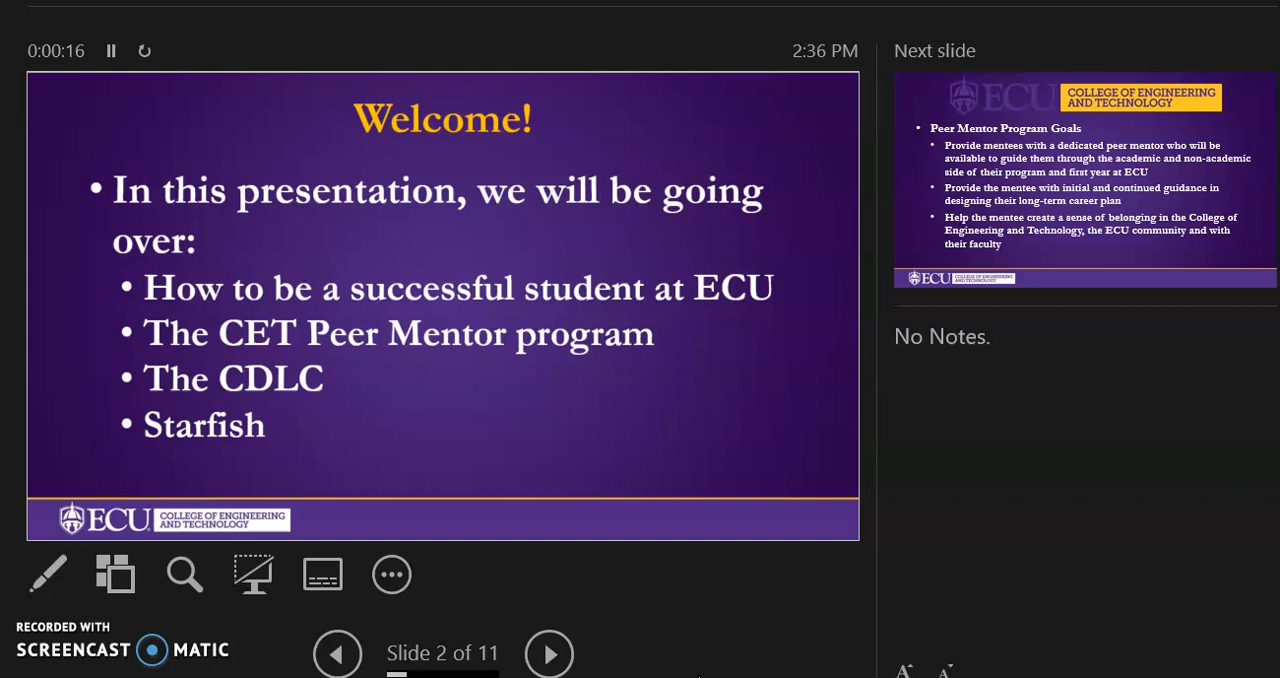 0:00:16
2:36 PM
Next slide
Welcome!
• In this presentation, we will be going
over:
• How to be a successful student at ECU
• The CET Peer Mentor program
• The CDLC
• Starfish
ECU COLLEGE OF ENGINEERING
AND TECHNOLOGY
ECU COLLEGE OF ENGINEERING
AND TECHNOLOGY
• Peer Mentor Program Goals
• Provide mentees with a dedicated peer mentor who will be
available to guide them through the academic and non-academic
side of their program and first year at ECU
• Provide the mentee with initial and continued guidance in
designing their long-term career plan
• Help the mentee create a sense of belonging in the College of
Engineering and Technology, the ECU community and with
their faculty
ECU COLLEGE OF ENGINEERING
AND TECHNOLOGY
No Notes.
RECORDED WITH
SCREENCAST MATIC
Slide 2 of 11
A A